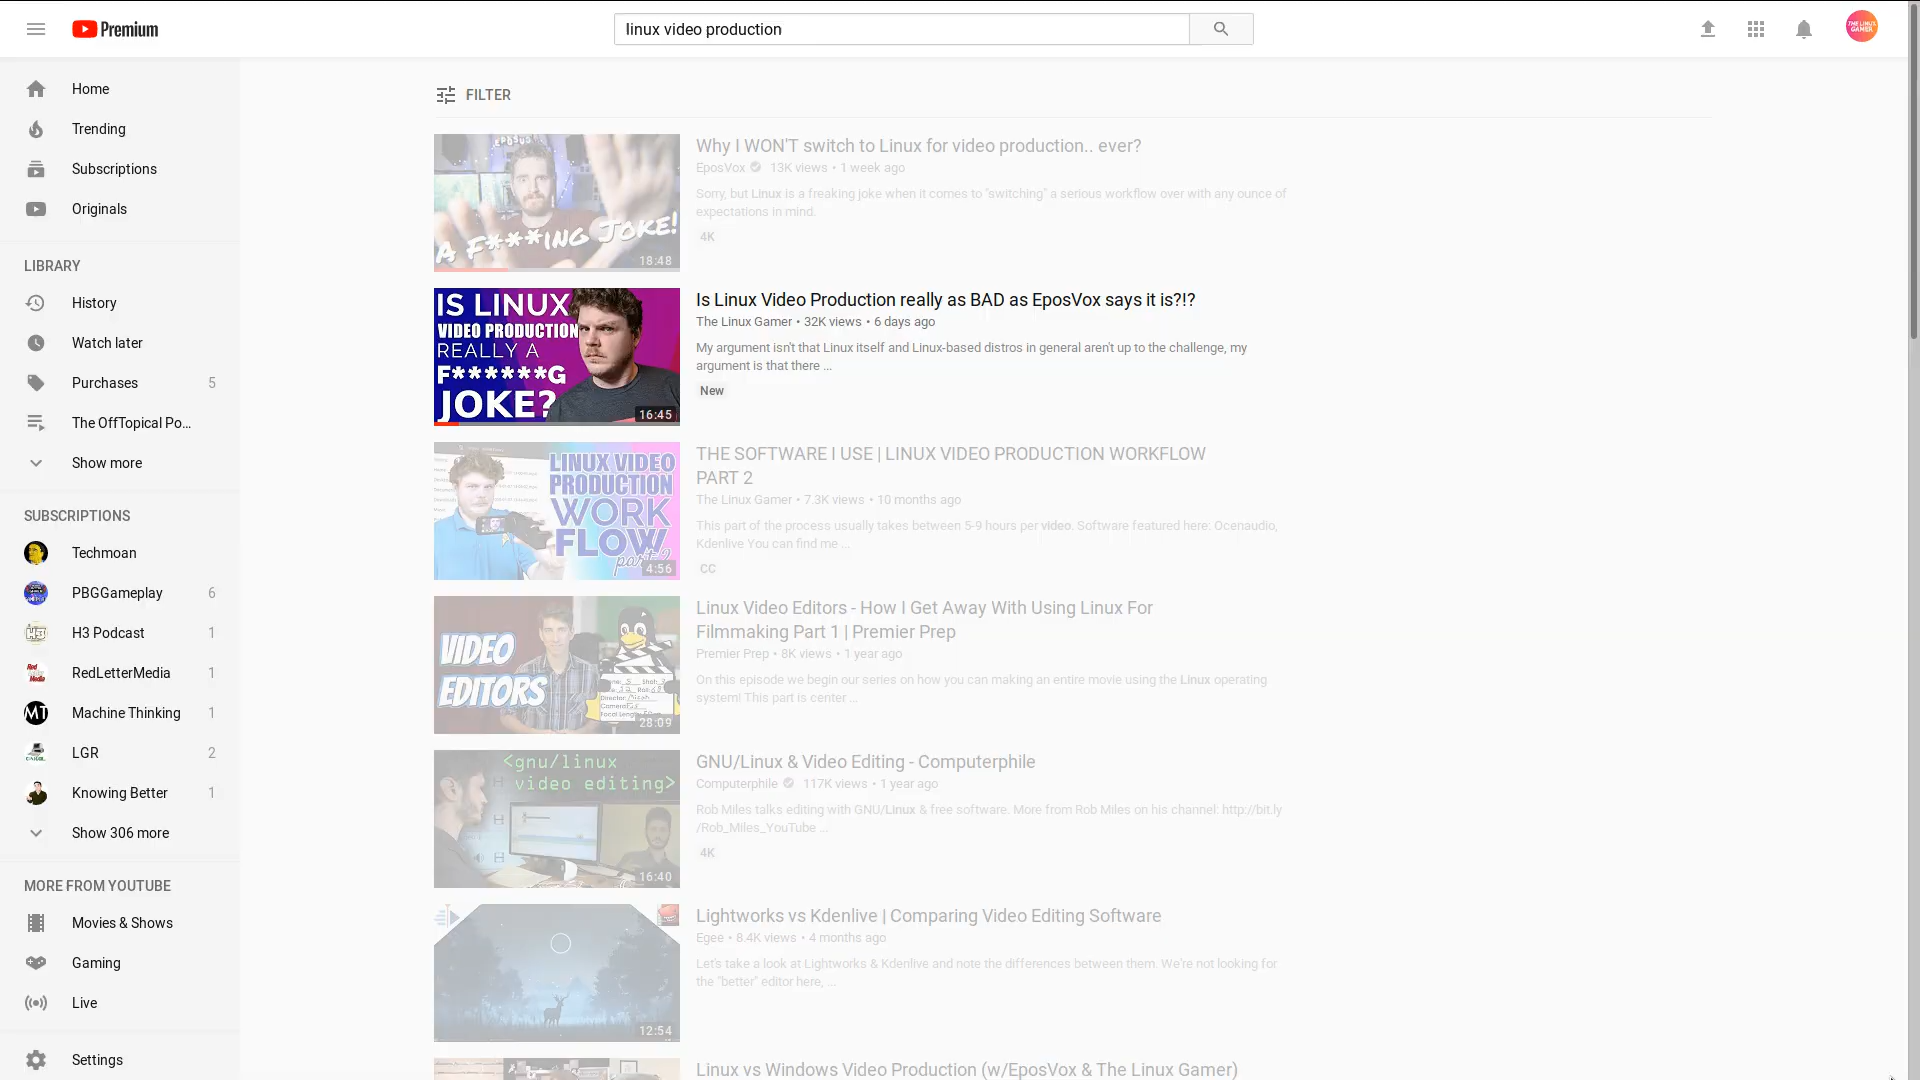 Premium
linux video production
THE LINUX
GAMER
Home
Trending
Subscriptions
Originals
LIBRARY
History
Watch later
Purchases 5
The OffTopical Po...
Show more
SUBSCRIPTIONS
Techmoan
PBGGameplay 6
H3 Podcast 1
RedLetterMedia 1
Machine Thinking 1
LGR 2
Knowing Better 1
Show 306 more
MORE FROM YOUTUBE
Movies & Shows
Gaming
Live
Settings
FILTER
EPOSVOX
A F***ING JOKE!
18:48
Why I WON'T switch to Linux for video production.. ever?
EposVox 13K views • 1 week ago
Sorry, but Linux is a freaking joke when it comes to "switching" a serious workflow over with any ounce of
expectations in mind.
4K
IS LINUX
VIDEO PRODUCTION
REALLY A
F******G
JOKE?
16:45
Is Linux Video Production really as BAD as EposVox says it is?!?
The Linux Gamer • 32K views • 6 days ago
My argument isn't that Linux itself and Linux-based distros in general aren't up to the challenge, my
argument is that there ...
New
LINUX VIDEO
PRODUCTION
WORK
FLOW
part 2
4:56
THE SOFTWARE I USE | LINUX VIDEO PRODUCTION WORKFLOW
PART 2
The Linux Gamer • 7.3K views • 10 months ago
This part of the process usually takes between 5-9 hours per video. Software featured here: Ocenaudio,
Kdenlive You can find me ...
CC
VIDEO
EDITORS
28:09
Linux Video Editors - How I Get Away With Using Linux For
Filmmaking Part 1 | Premier Prep
Premier Prep • 8K views • 1 year ago
On this episode we begin our series on how you can making an entire movie using the Linux operating
system! This part is center ...
<gnu/linux
video editing>
16:40
GNU/Linux & Video Editing - Computerphile
Computerphile 117K views • 1 year ago
Rob Miles talks editing with GNU/Linux & free software. More from Rob Miles on his channel: http://bit.ly
/Rob_Miles_YouTube ...
4K
12:54
Lightworks vs Kdenlive | Comparing Video Editing Software
Egee • 8.4K views • 4 months ago
Let's take a look at Lightworks & Kdenlive and note the differences between them. We're not looking for
the "better" editor here, ...
Linux vs Windows Video Production (w/EposVox & The Linux Gamer)